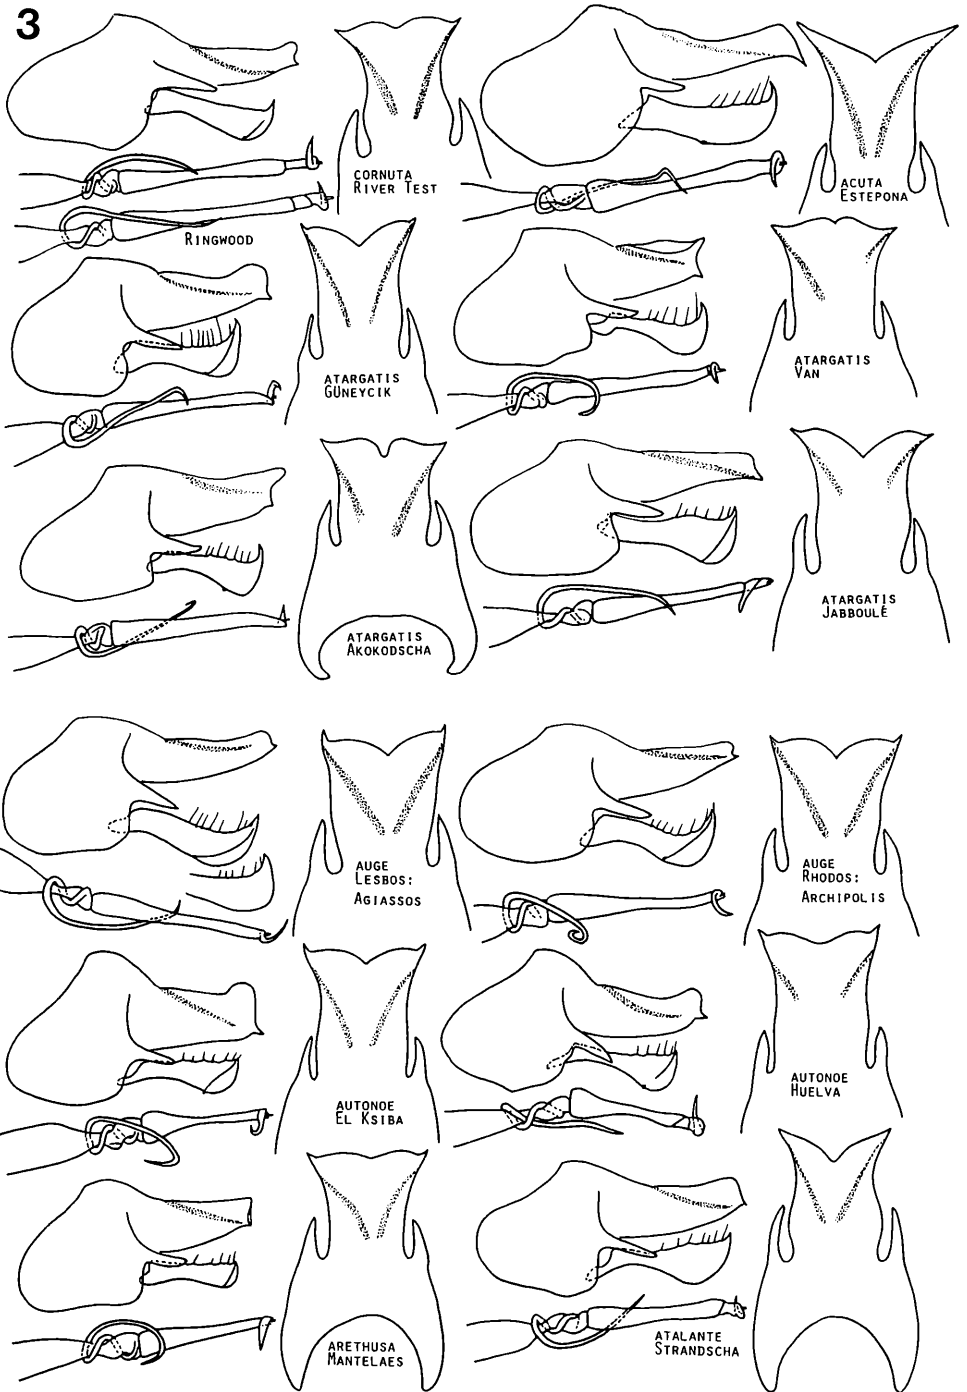 3
CORNUTA
RIVER TEST
ACUTA
ESTEPONA
RINGWOOD
ATARGATIS
GÜNEYCIK
ATARGATIS
VAN
ATARGATIS
AKOKODSCHA
ATARGATIS
JABBOULÉ
AUGE
LESBOS:
AGIASSOS
AUGE
RHODOS:
ARCHIPOLIS
AUTONOE
EL KSIBA
AUTONOE
HUELVA
ARETHUSA
MANTELAES
ATALANTE
STRANDSCHA